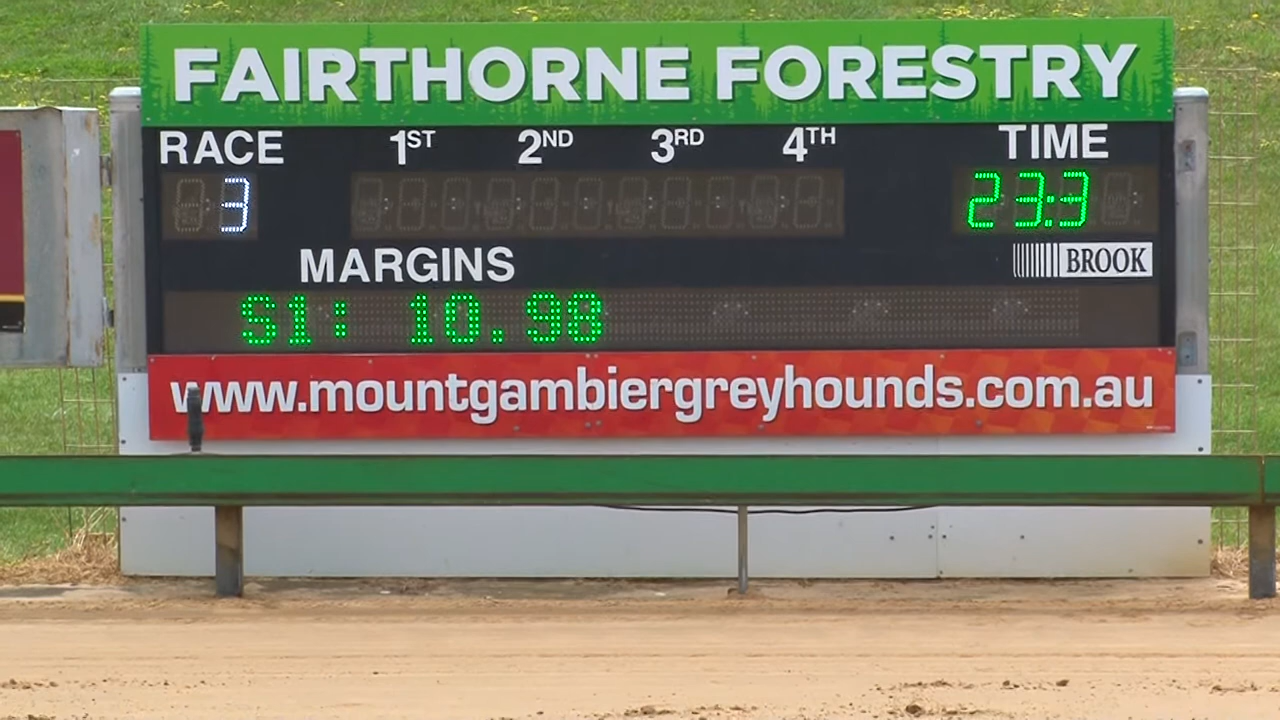 FAIRTHORNE FORESTRY
RACE 1ST 2ND 3RD 4TH TIME
3 23:3
MARGINS BROOK
S1: 10.98
www.mountgambiergreyhounds.com.au